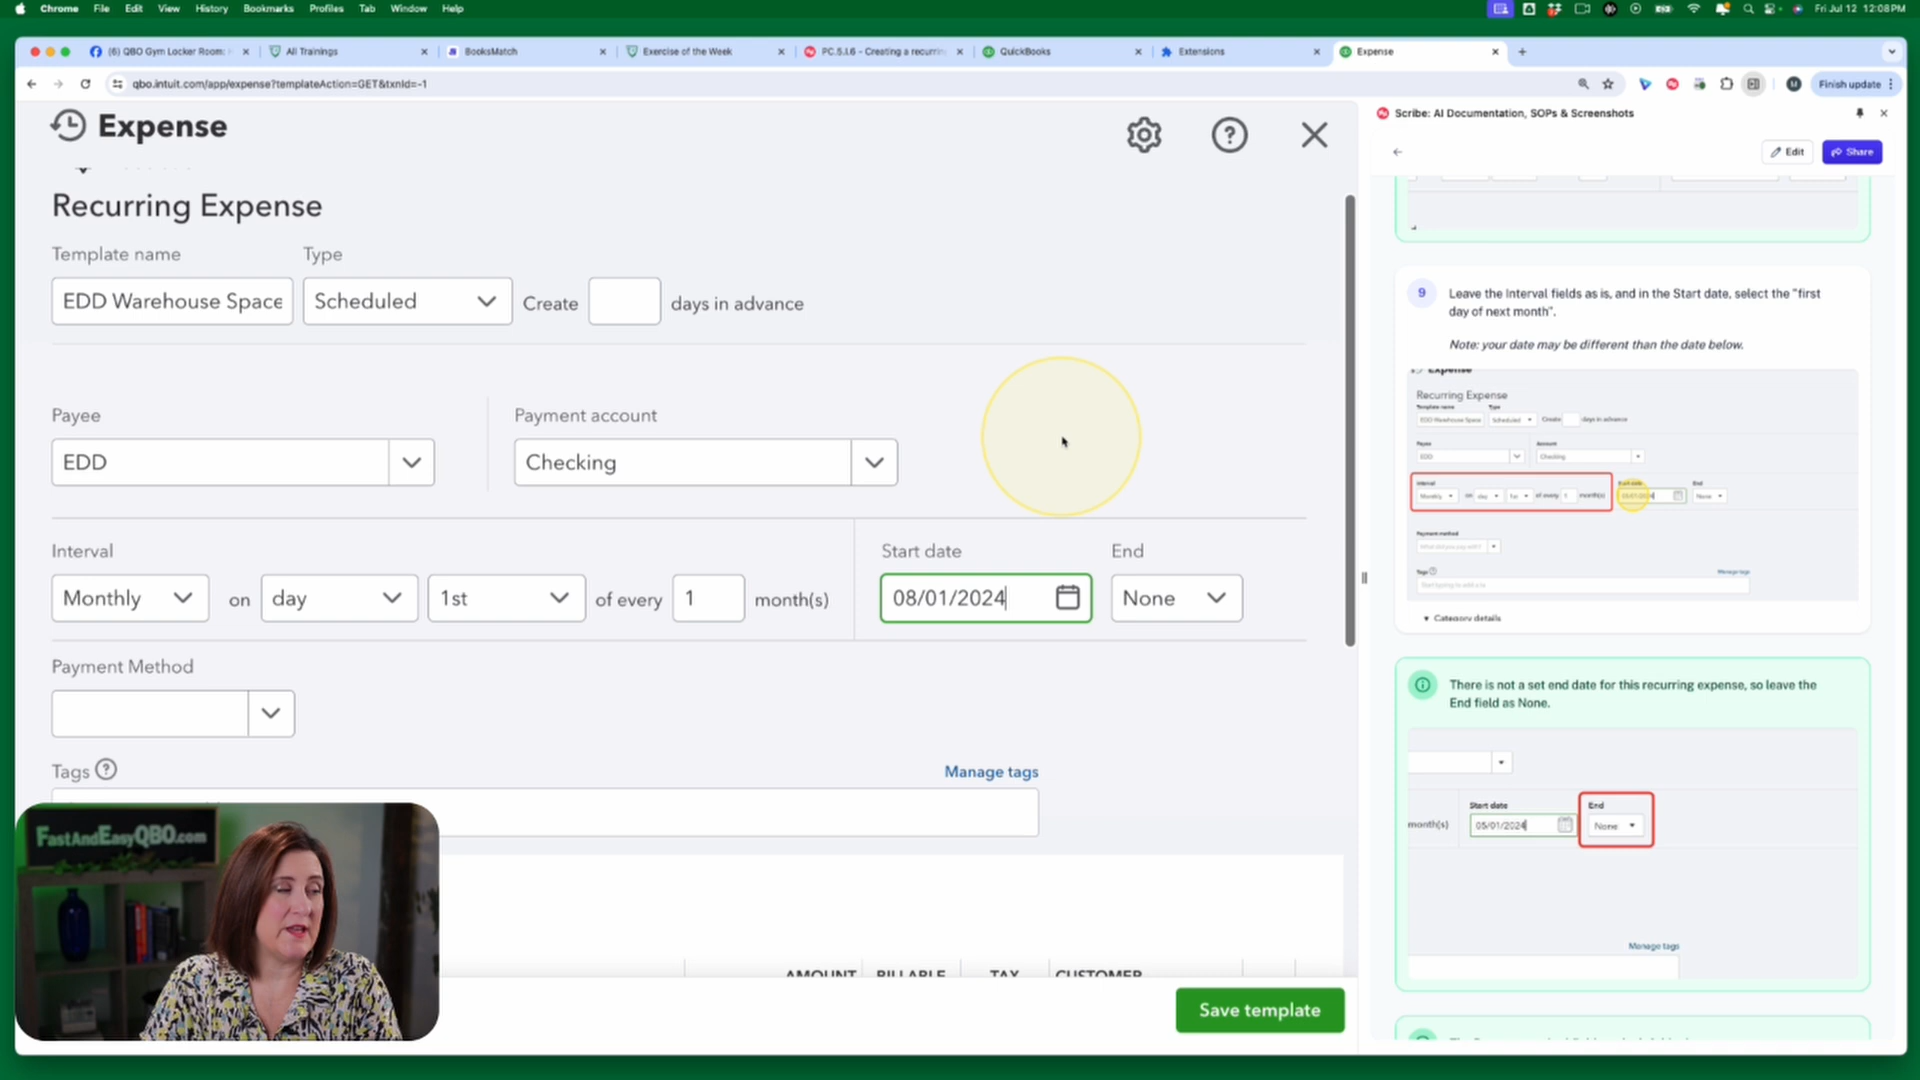 Chrome File Edit View History Bookmarks Profiles Tab Window Help Fri Jul 12 12:08PM
(6) QBO Gym Locker Room: All Trainings BooksMatch Exercise of the Week PC.5.I.6 - Creating a recurrin QuickBooks Extensions Expense
qbo.intuit.com/app/expense?templateAction=GET&txnId=-1 Finish update
Expense
Recurring Expense
Template name Type
EDD Warehouse Space Scheduled Create days in advance
Payee Payment account
EDD Checking
Interval Start date End
Monthly on day 1st of every 1 month(s) 08/01/2024 None
Payment Method
Tags Manage tags
AMOUNT BILLABLE TAX CUSTOMER
Save template
FastAndEasyQBO.com
Scribe: AI Documentation, SOPs & Screenshots
Edit Share
9 Leave the Interval fields as is, and in the Start date, select the "first
day of next month".
Note: your date may be different than the date below.
Expense
Recurring Expense
Template name Type
EDD Warehouse Space Scheduled Create days in advance
Payee Account
EDD Checking
Interval Start date End
Monthly on day 1st of every 1 month(s) None
Payment method
What did you pay with?
Tags Manage tags
Start typing to add a ta
Category details
There is not a set end date for this recurring expense, so leave the
End field as None.
Start date End
month(s) 05/01/2024 None
Manage tags